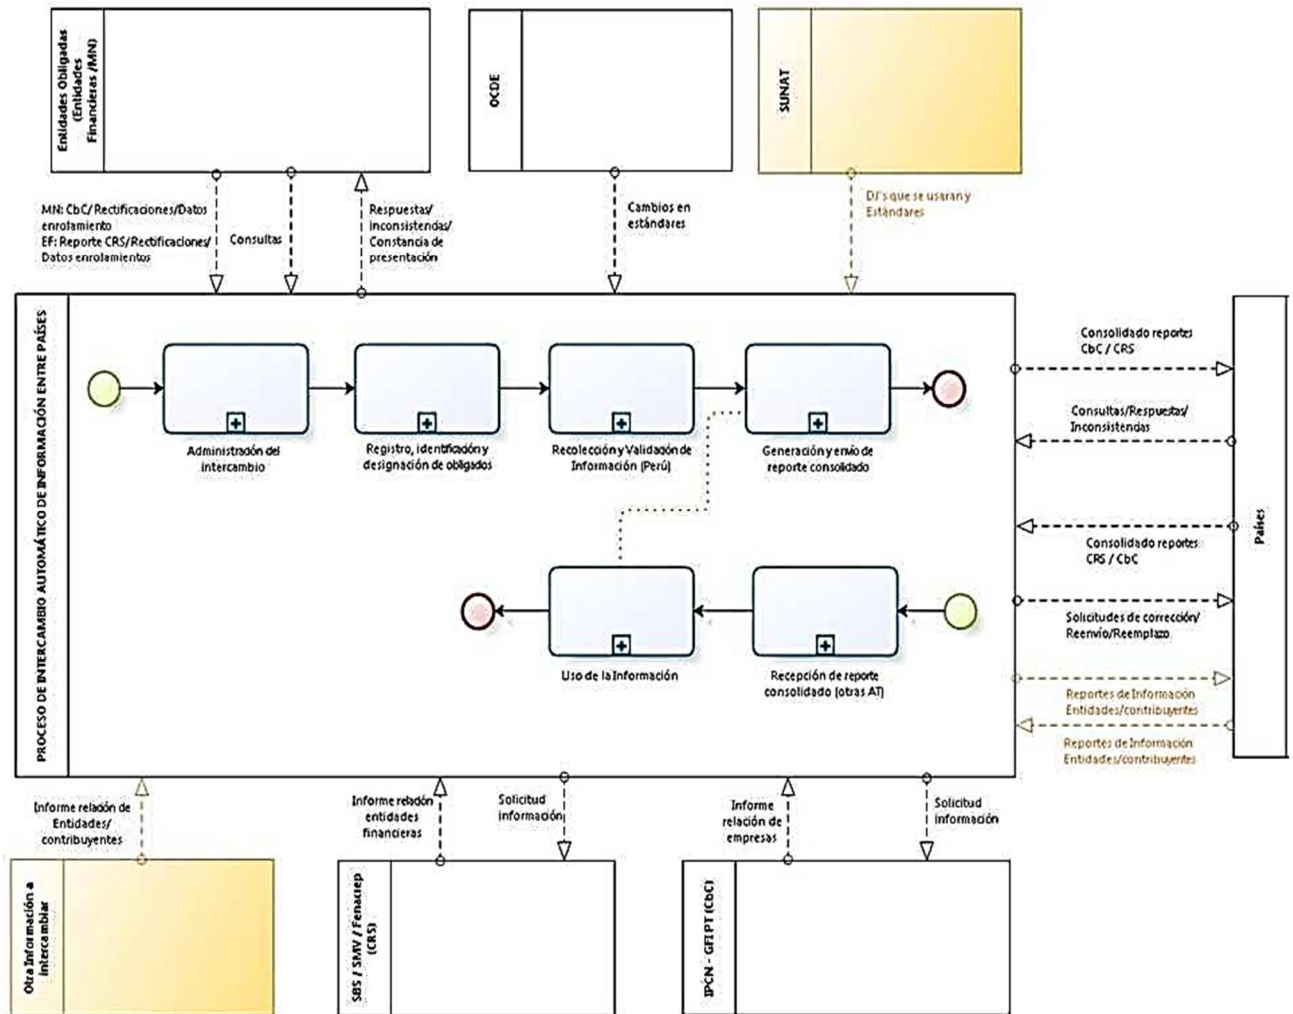 Entidades Obligadas
(Entidades
Financieras /MN)
OCDE
SUNAT
MN: CbC/ Rectificaciones/Datos
enrolamiento
EF: Reporte CRS/Rectificaciones/
Datos enrolamientos
Consultas
Respuestas/
Inconsistencias/
Constancia de
presentación
Cambios en
estándares
DJ's que se usaran y
Estándares
PROCESO DE INTERCAMBIO AUTOMÁTICO DE INFORMACIÓN ENTRE PAÍSES
Administración del
intercambio
Registro, identificación y
designación de obligados
Recolección y Validación de
Información (Perú)
Generación y envío de
reporte consolidado
Uso de la Información
Recepción de reporte
consolidado (otras AT)
Consolidado reportes
CbC / CRS
Consultas/Respuestas/
Inconsistencias
Consolidado reportes
CRS / CbC
Solicitudes de corrección/
Reenvío/Reemplazo
Reportes de Información
Entidades/contribuyentes
Reportes de Información
Entidades/contribuyentes
Países
Informe relación de
Entidades/
contribuyentes
Informe relación
entidades
financieras
Solicitud
información
Informe
relación de
empresas
Solicitud
información
Otra Información a
intercambiar
SBS / SMV / Fenacrep
(CRS)
IPCN - GFIPT (CbC)